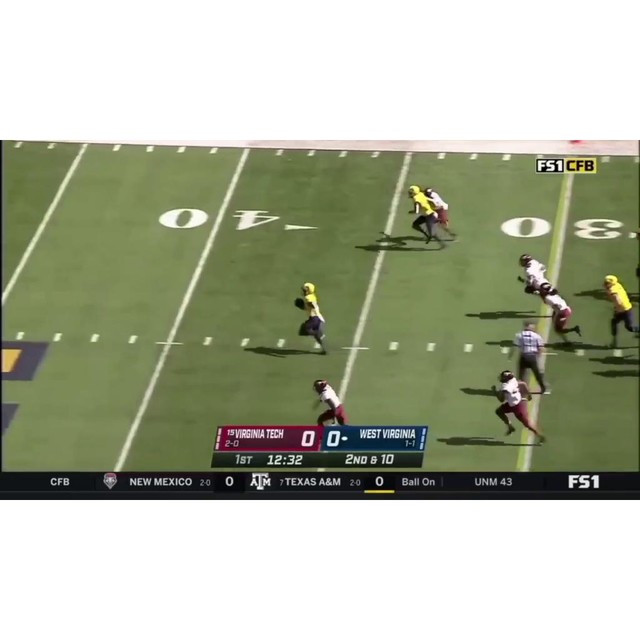 FS1 CFB
40
30
15 VIRGINIA TECH 0 0 WEST VIRGINIA
2-0 1-1
1ST 12:32 2ND & 10
CFB NEW MEXICO 2-0 0 ATM 7 TEXAS A&M 2-0 0 Ball On UNM 43 FS1